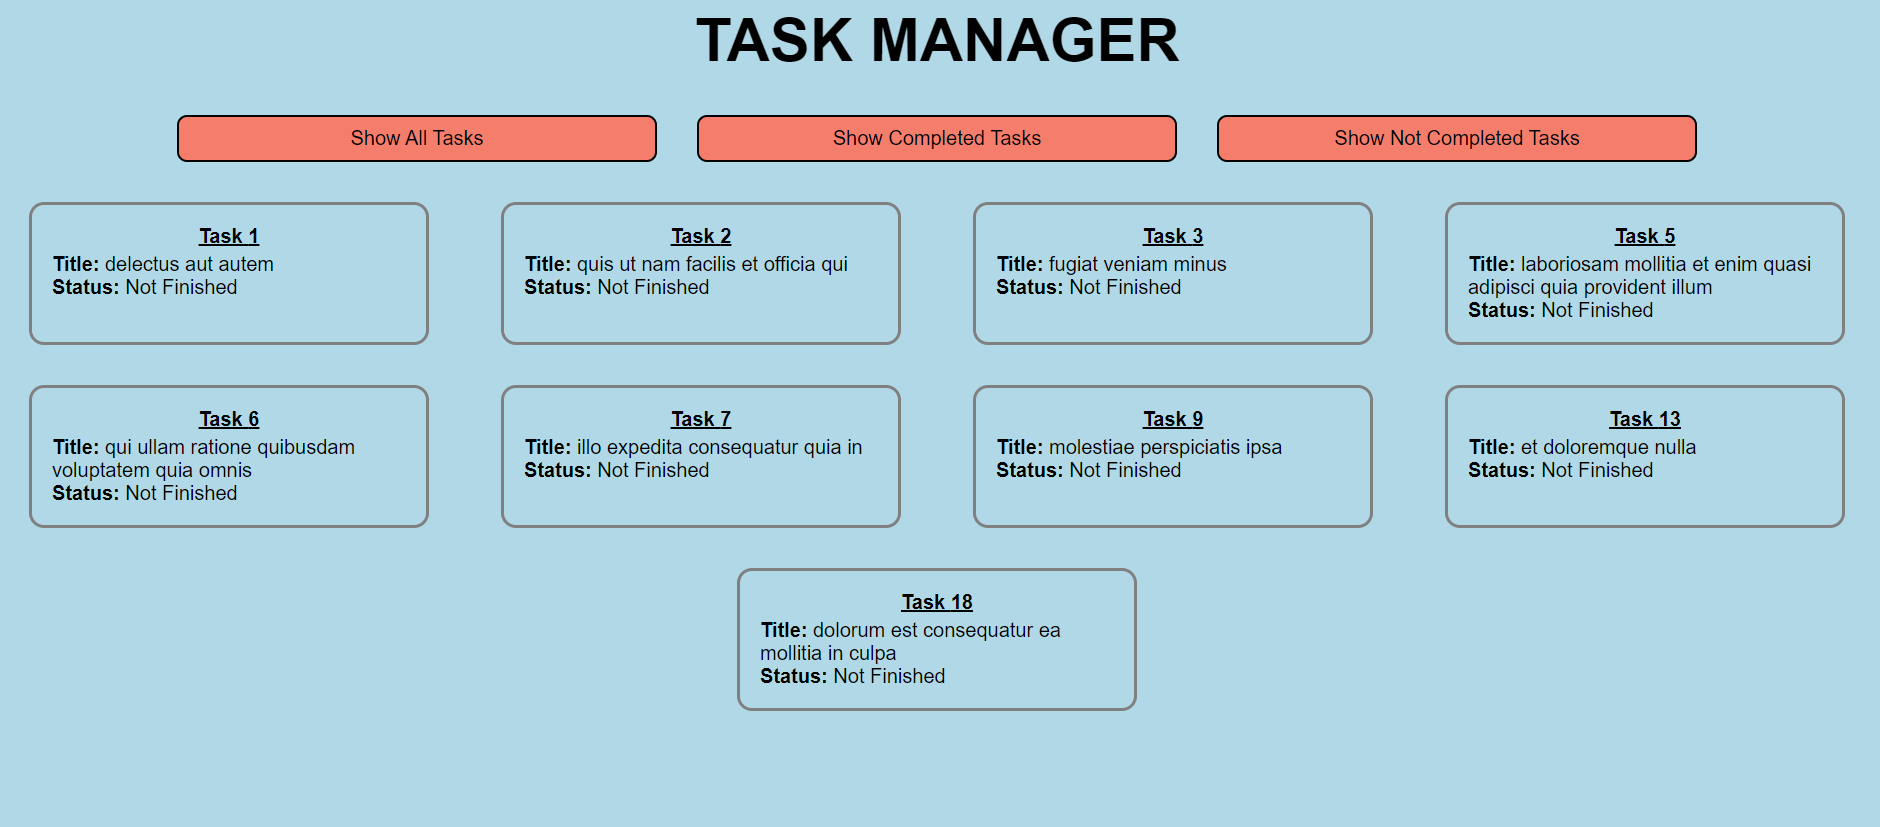 TASK MANAGER
Show All Tasks
Show Completed Tasks
Show Not Completed Tasks
Task 1
Title: delectus aut autem
Status: Not Finished
Task 2
Title: quis ut nam facilis et officia qui
Status: Not Finished
Task 3
Title: fugiat veniam minus
Status: Not Finished
Task 5
Title: laboriosam mollitia et enim quasi
adipisci quia provident illum
Status: Not Finished
Task 6
Title: qui ullam ratione quibusdam
voluptatem quia omnis
Status: Not Finished
Task 7
Title: illo expedita consequatur quia in
Status: Not Finished
Task 9
Title: molestiae perspiciatis ipsa
Status: Not Finished
Task 13
Title: et doloremque nulla
Status: Not Finished
Task 18
Title: dolorum est consequatur ea
mollitia in culpa
Status: Not Finished